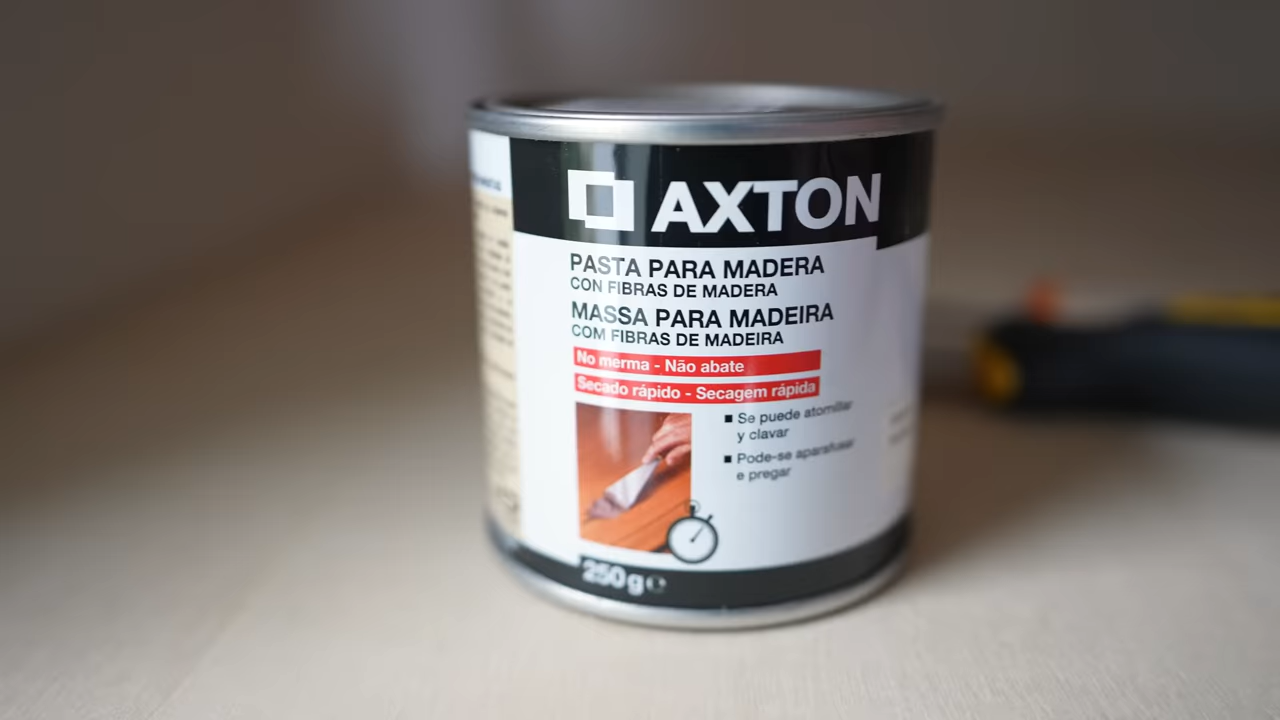 AXTON
PASTA PARA MADERA
CON FIBRAS DE MADERA
MASSA PARA MADEIRA
COM FIBRAS DE MADEIRA
No merma - Não abate
Secado rápido - Secagem rápida
Se puede atornillar
y clavar
Pode-se aparafusar
e pregar
250g